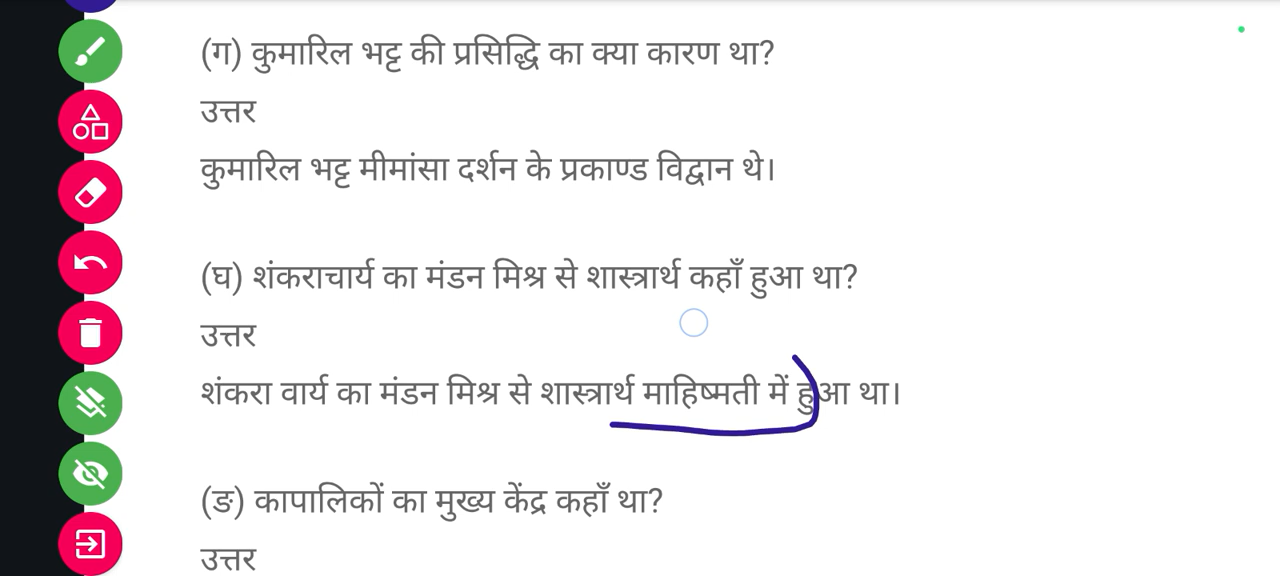 (ग) कुमारिल भट्ट की प्रसिद्धि का क्या कारण था?
उत्तर
कुमारिल भट्ट मीमांसा दर्शन के प्रकाण्ड विद्वान थे।
(घ) शंकराचार्य का मंडन मिश्र से शास्त्रार्थ कहाँ हुआ था?
उत्तर
शंकरा वार्य का मंडन मिश्र से शास्त्रार्थ माहिष्मती में हुआ था।
(ङ) कापालिकों का मुख्य केंद्र कहाँ था?
उत्तर